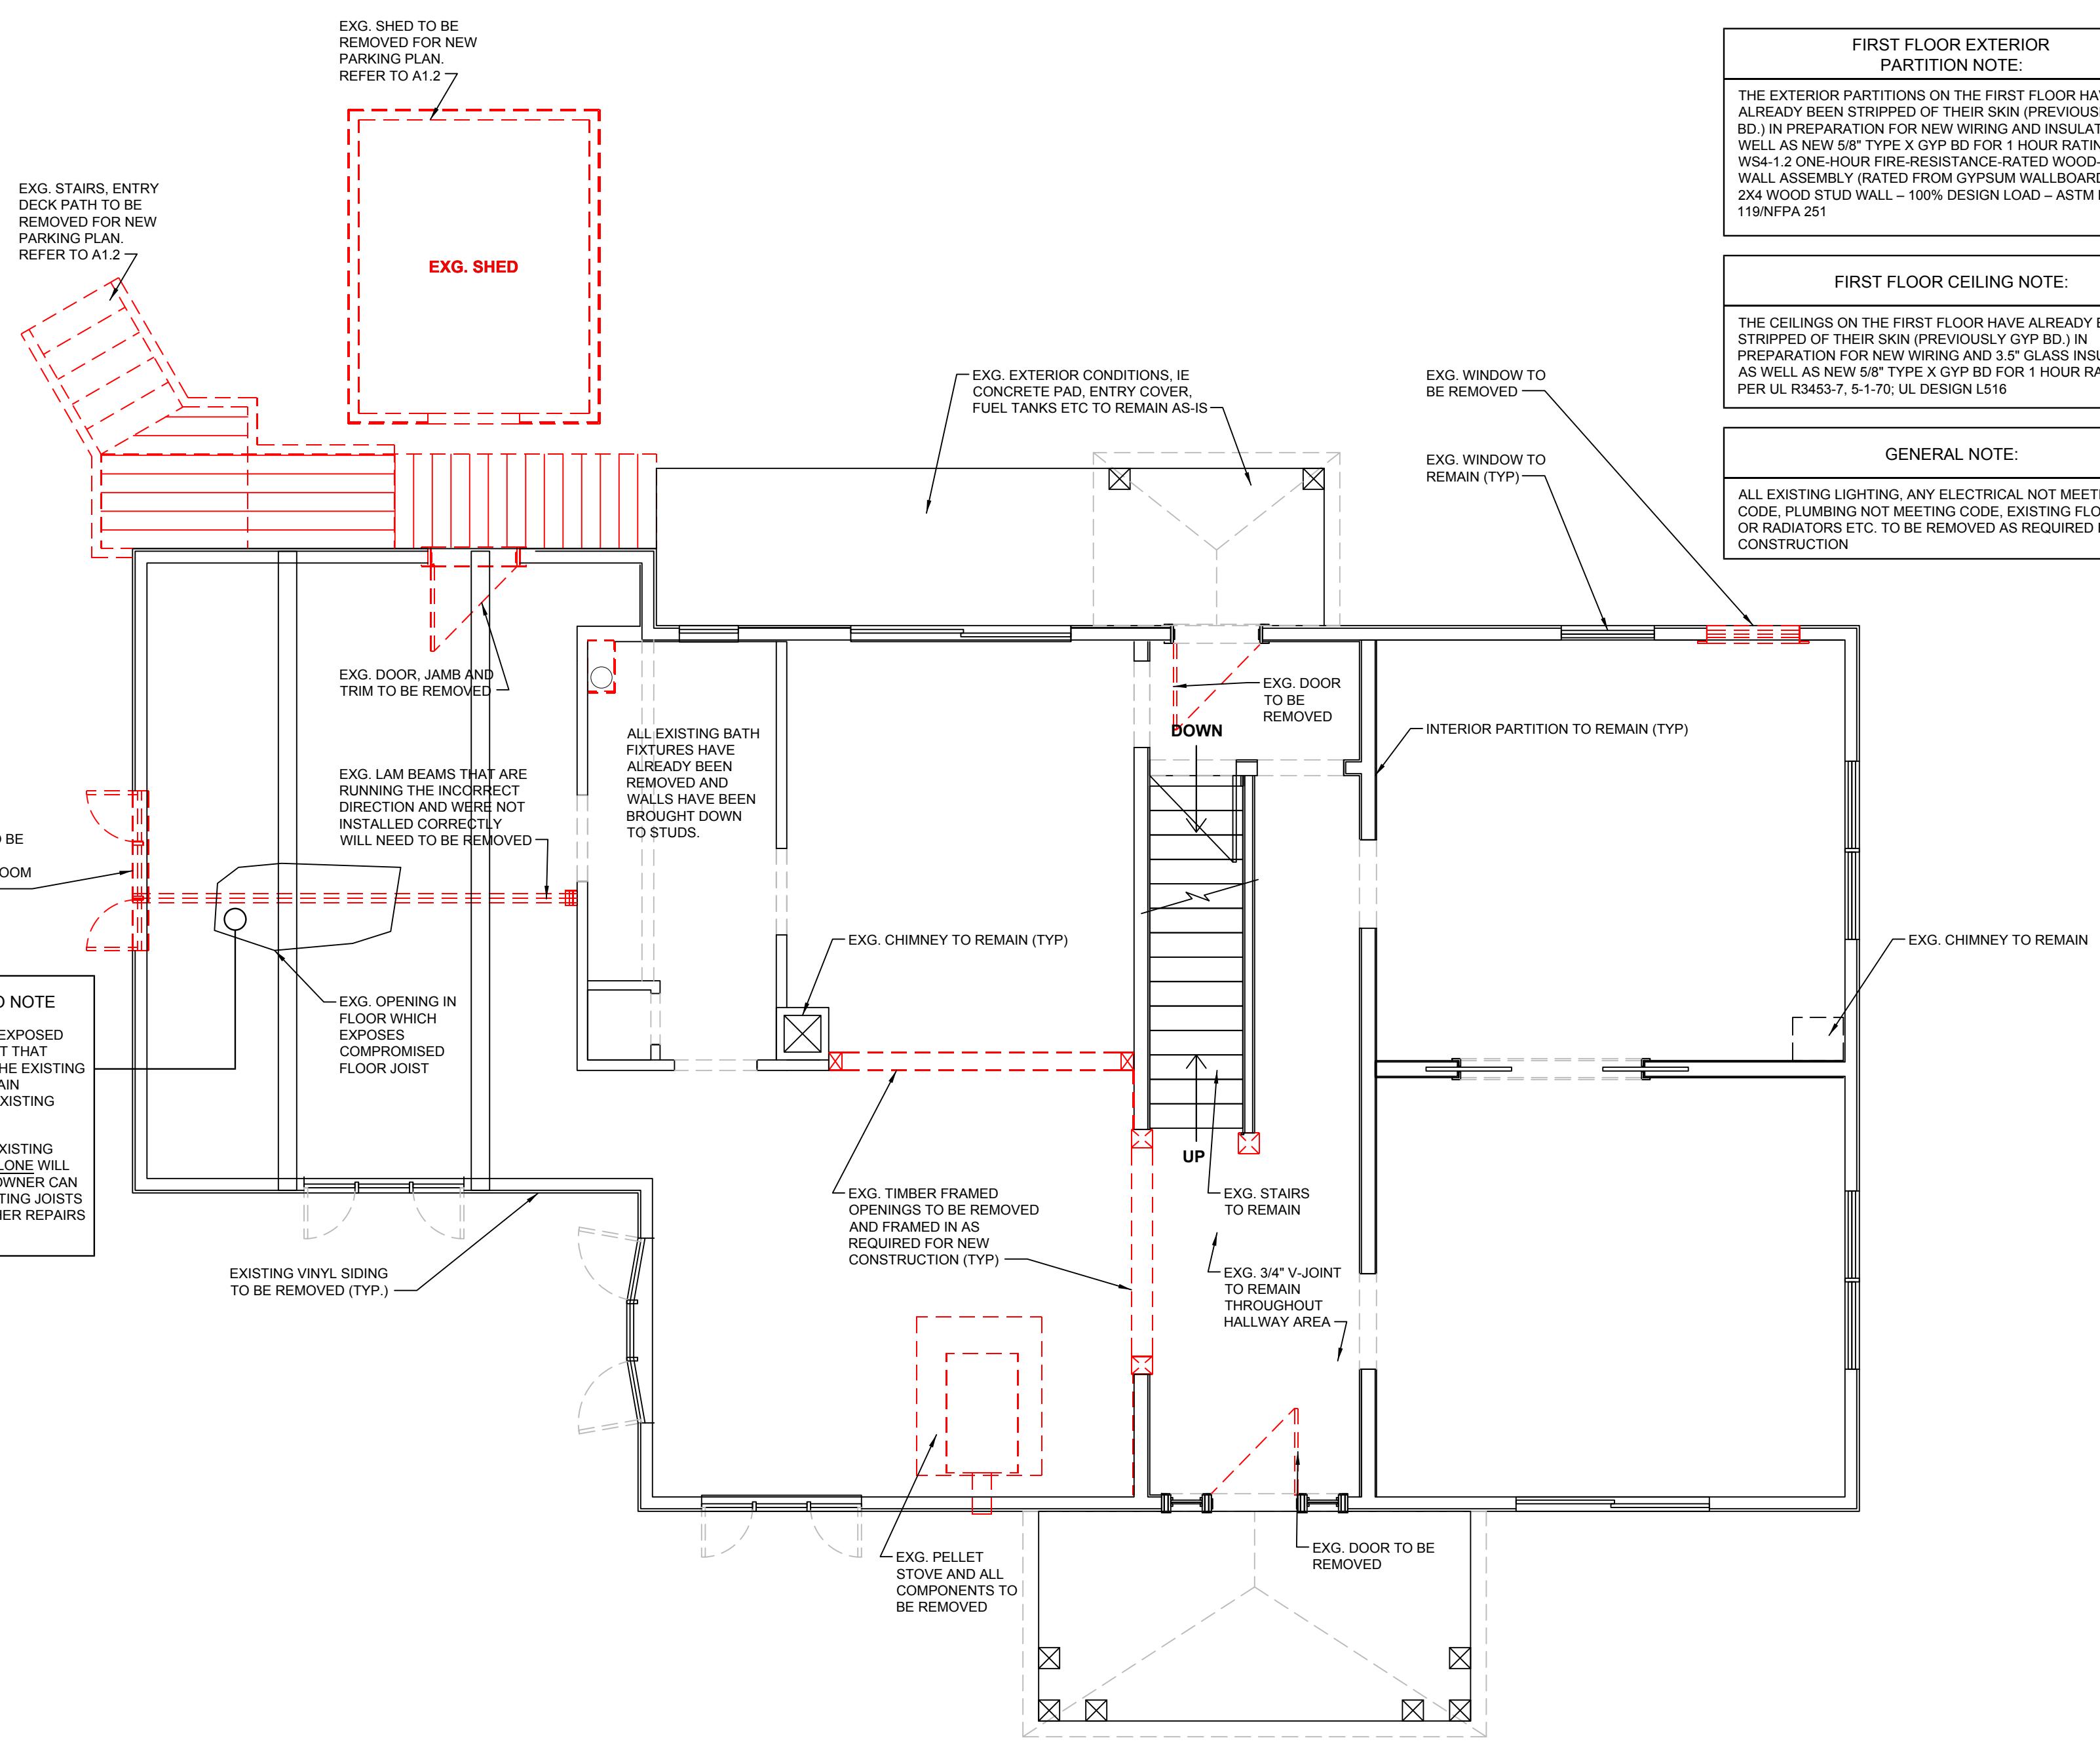 EXG. SHED TO BE
REMOVED FOR NEW
PARKING PLAN.
REFER TO A1.2
EXG. STAIRS, ENTRY
DECK PATH TO BE
REMOVED FOR NEW
PARKING PLAN.
REFER TO A1.2
EXG. SHED
FIRST FLOOR EXTERIOR
PARTITION NOTE:
THE EXTERIOR PARTITIONS ON THE FIRST FLOOR
ALREADY BEEN STRIPPED OF THEIR SKIN
BD.) IN PREPARATION FOR NEW WIRING AND
WELL AS NEW 5/8" TYPE X GYP BD FOR 1 HOUR
WS4-1.2 ONE-HOUR FIRE-RESISTANCE-RATED WOOD-
WALL ASSEMBLY (RATED FROM GYPSUM
2X4 WOOD STUD WALL – 100% DESIGN LOAD – ASTM
119/NFPA 251
FIRST FLOOR CEILING NOTE:
THE CEILINGS ON THE FIRST FLOOR HAVE ALREADY
STRIPPED OF THEIR SKIN (PREVIOUSLY GYP BD.) IN
PREPARATION FOR NEW WIRING AND 3.5" GLASS
AS WELL AS NEW 5/8" TYPE X GYP BD FOR 1 HOUR
PER UL R3453-7, 5-1-70; UL DESIGN L516
GENERAL NOTE:
ALL EXISTING LIGHTING, ANY ELECTRICAL NOT
CODE, PLUMBING NOT MEETING CODE, EXISTING
OR RADIATORS ETC. TO BE REMOVED AS REQUIRED
CONSTRUCTION
EXG. EXTERIOR CONDITIONS, IE
CONCRETE PAD, ENTRY COVER,
FUEL TANKS ETC TO REMAIN AS-IS
EXG. WINDOW TO
BE REMOVED
EXG. WINDOW TO
REMAIN (TYP)
EXG. DOOR, JAMB AND
TRIM TO BE REMOVED
EXG. DOOR
TO BE
REMOVED
DOWN
INTERIOR PARTITION TO REMAIN (TYP)
ALL EXISTING BATH
FIXTURES HAVE
ALREADY BEEN
REMOVED AND
WALLS HAVE BEEN
BROUGHT DOWN
TO STUDS.
EXG. LAM BEAMS THAT ARE
RUNNING THE INCORRECT
DIRECTION AND WERE NOT
INSTALLED CORRECTLY
WILL NEED TO BE REMOVED
BE
OOM
EXG. CHIMNEY TO REMAIN (TYP)
EXG. CHIMNEY TO REMAIN
NOTE
EXPOSED
THAT
EXISTING
EXISTING
EXISTING
WILL
OWNER CAN
JOISTS
REPAIRS
EXG. OPENING IN
FLOOR WHICH
EXPOSES
COMPROMISED
FLOOR JOIST
UP
EXG. TIMBER FRAMED
OPENINGS TO BE REMOVED
AND FRAMED IN AS
REQUIRED FOR NEW
CONSTRUCTION (TYP)
EXG. STAIRS
TO REMAIN
EXG. 3/4" V-JOINT
TO REMAIN
THROUGHOUT
HALLWAY AREA
EXISTING VINYL SIDING
TO BE REMOVED (TYP.)
EXG. PELLET
STOVE AND ALL
COMPONENTS TO
BE REMOVED
EXG. DOOR TO BE
REMOVED